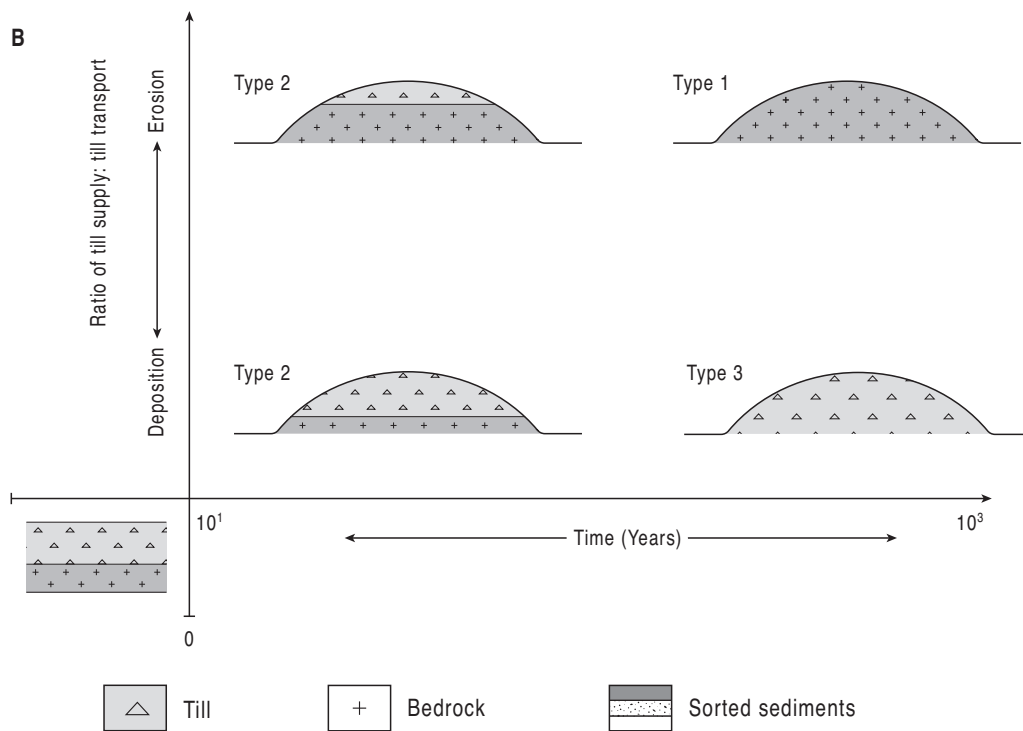 B
Ratio of till supply: till transport
Erosion
Deposition
Type 2
Type 1
Type 2
Type 3
10¹
10³
Time (Years)
0
Till
Bedrock
Sorted sediments